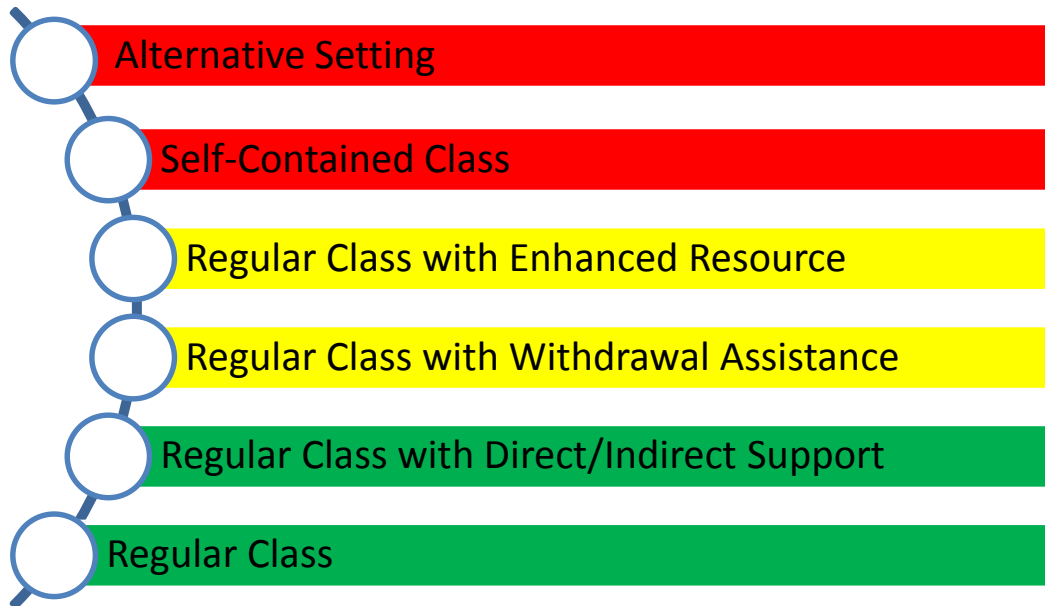 Alternative Setting
Self-Contained Class
Regular Class with Enhanced Resource
Regular Class with Withdrawal Assistance
Regular Class with Direct/Indirect Support
Regular Class